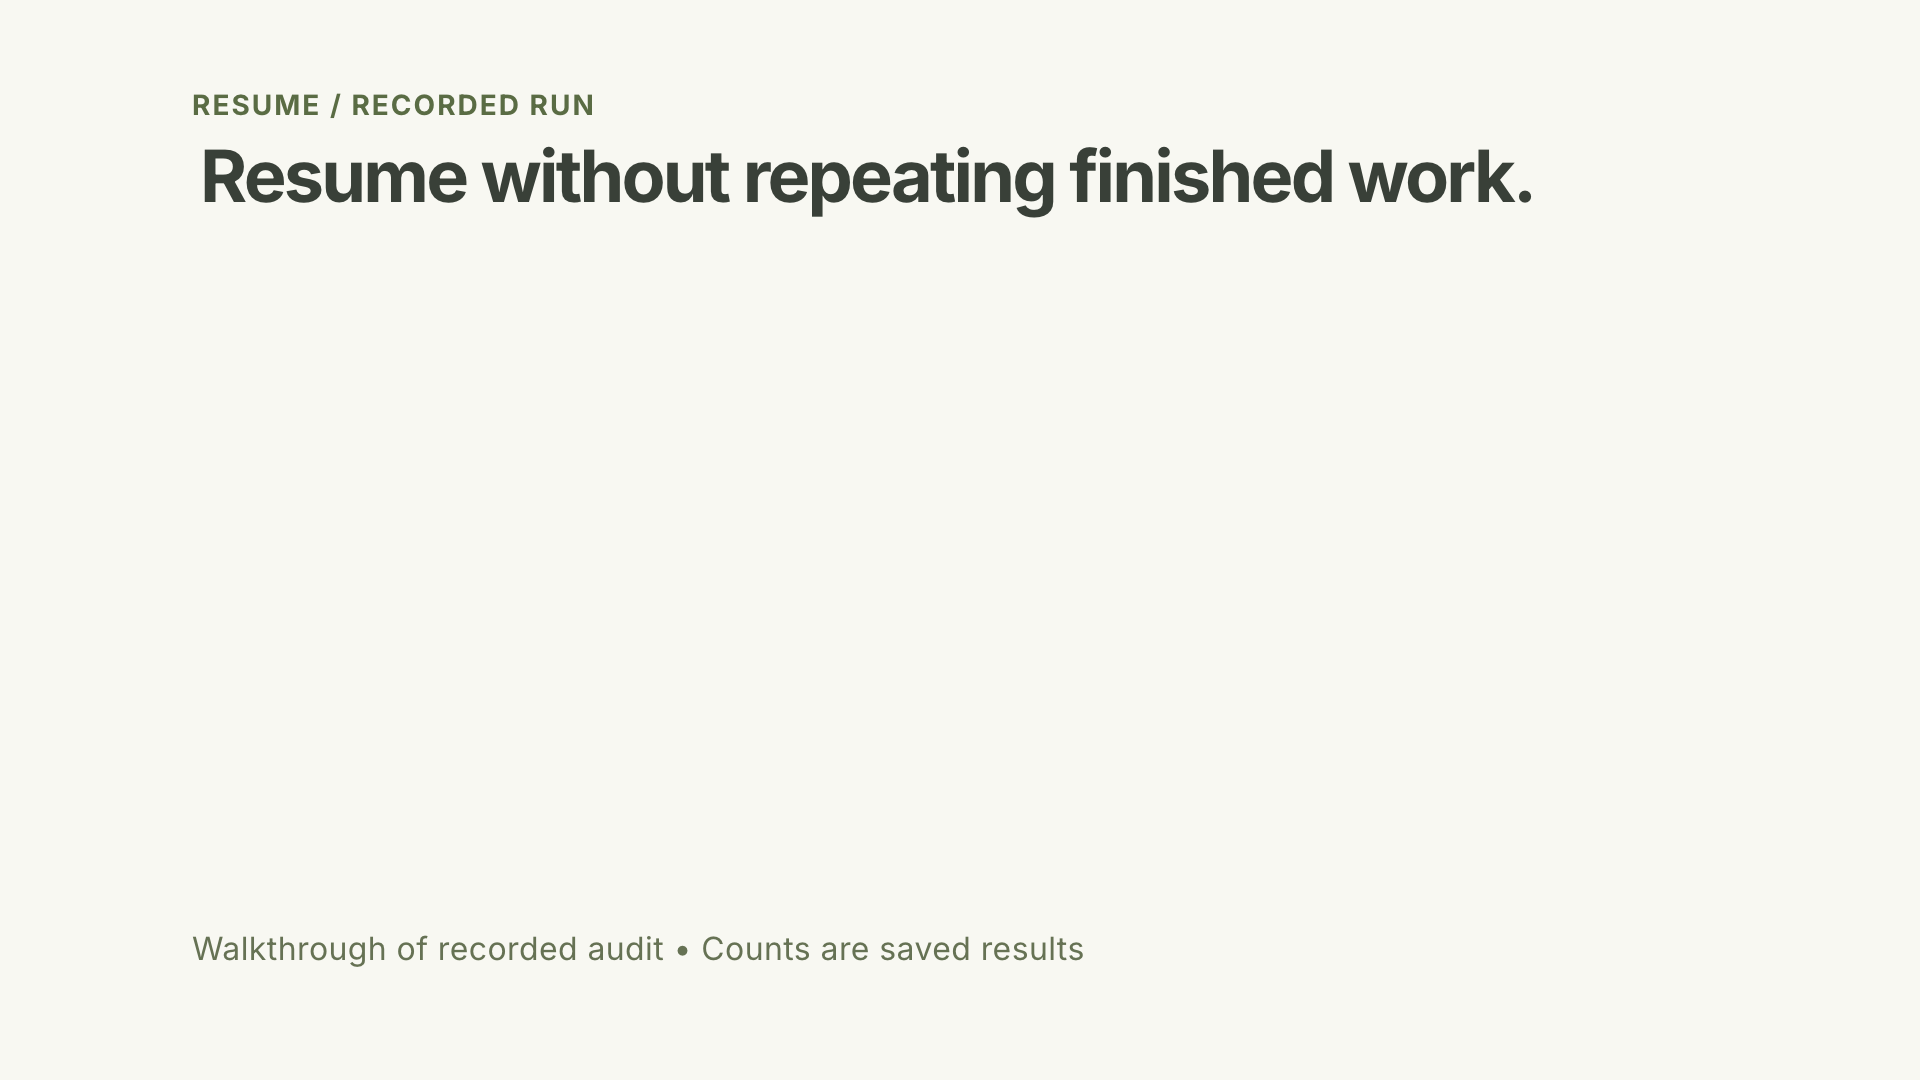 RESUME / RECORDED RUN
Resume without repeating finished work.
Walkthrough of recorded audit • Counts are saved results